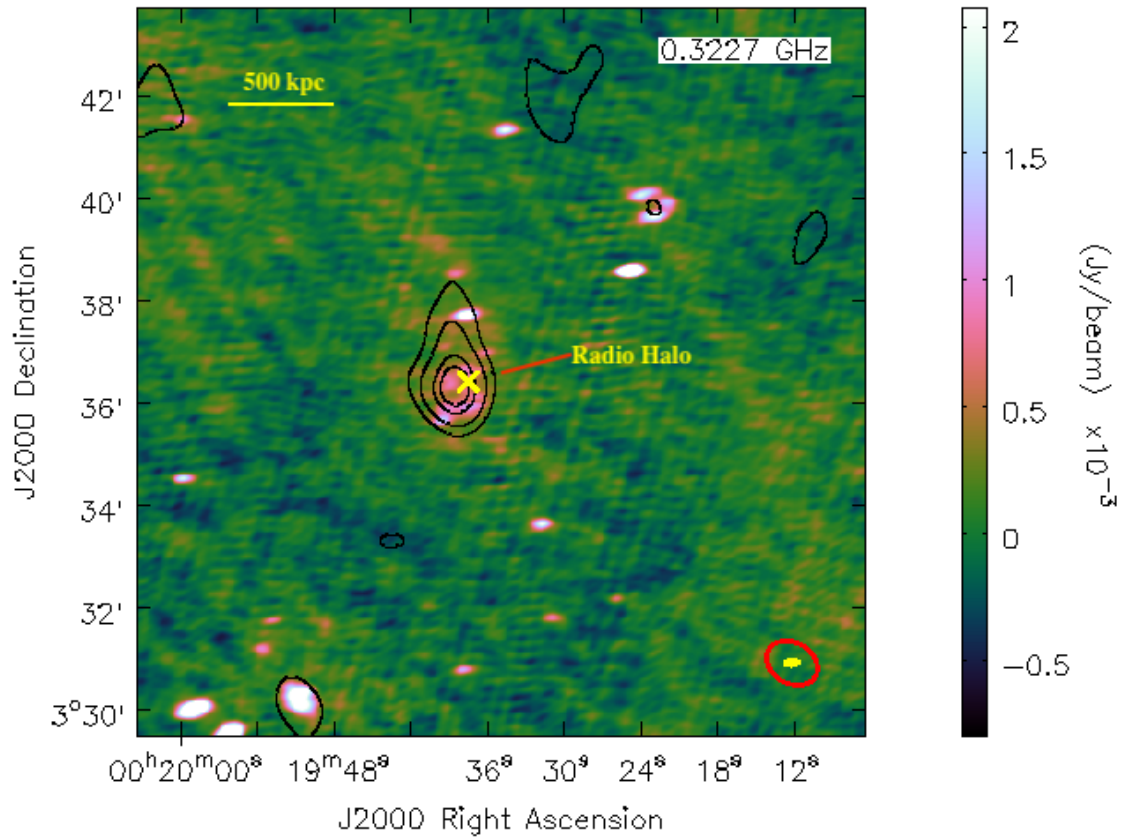 0.3227 GHz
500 kpc
Radio Halo
42'
40'
38'
36'
34'
32'
3°30'
J2000 Declination
00ʰ20ᵐ00ˢ 19ᵐ48ˢ 36ˢ 30ˢ 24ˢ 18ˢ 12ˢ
J2000 Right Ascension
2
1.5
1
0.5
0
−0.5
(Jy/beam) ×10⁻³